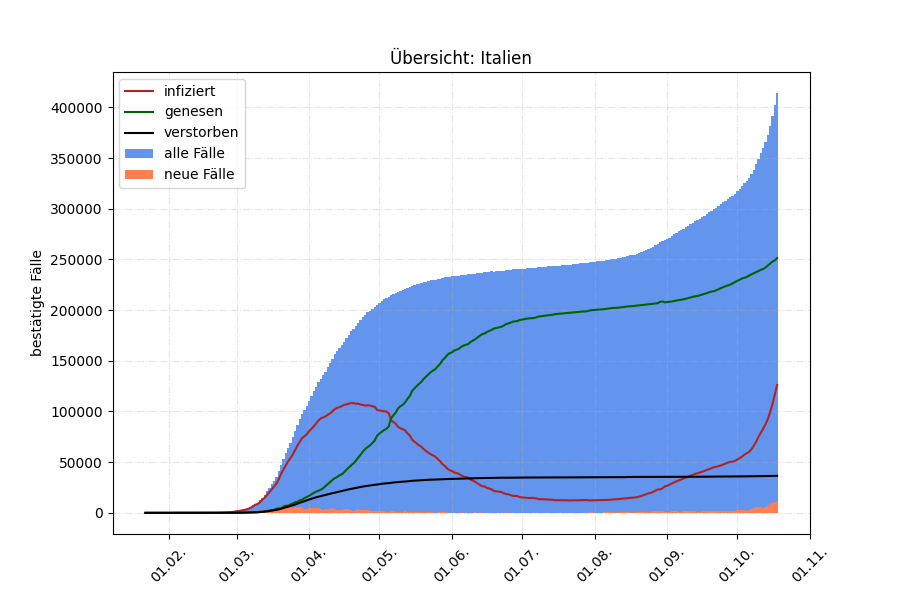 Übersicht: Italien
infiziert
genesen
verstorben
alle Fälle
neue Fälle
bestätigte Fälle
400000
350000
300000
250000
200000
150000
100000
50000
0
01.02.
01.03.
01.04.
01.05.
01.06.
01.07.
01.08.
01.09.
01.10.
01.11.